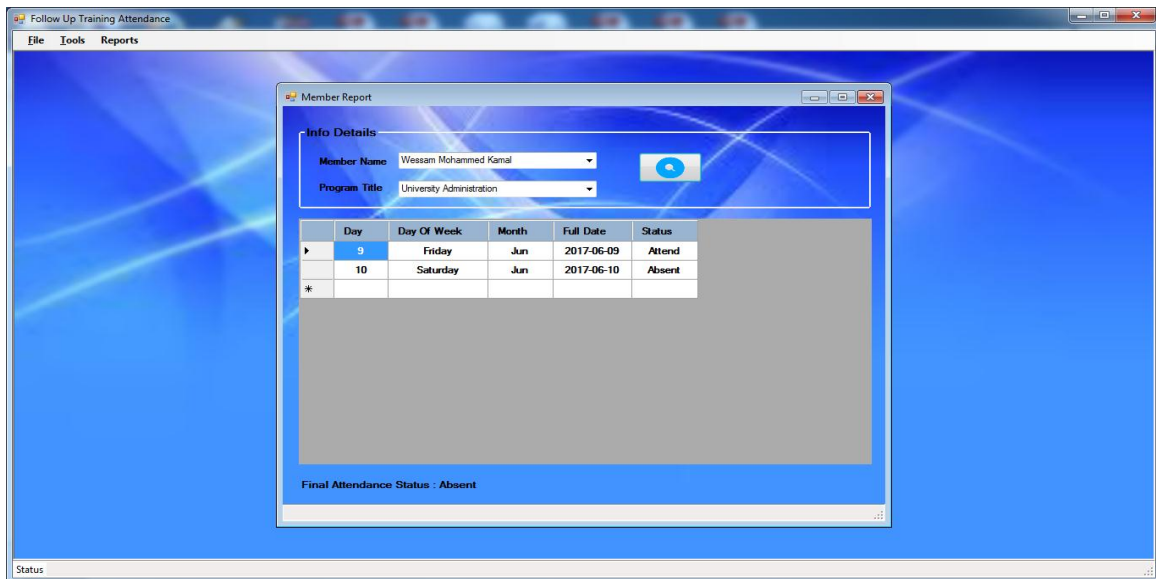 Follow Up Training Attendance
File Tools Reports
Member Report
Info Details
Member Name Wessam Mohammed Kamal
Program Title University Administration
Day Day Of Week Month Full Date Status
9 Friday Jun 2017-06-09 Attend
10 Saturday Jun 2017-06-10 Absent
Final Attendance Status : Absent
Status